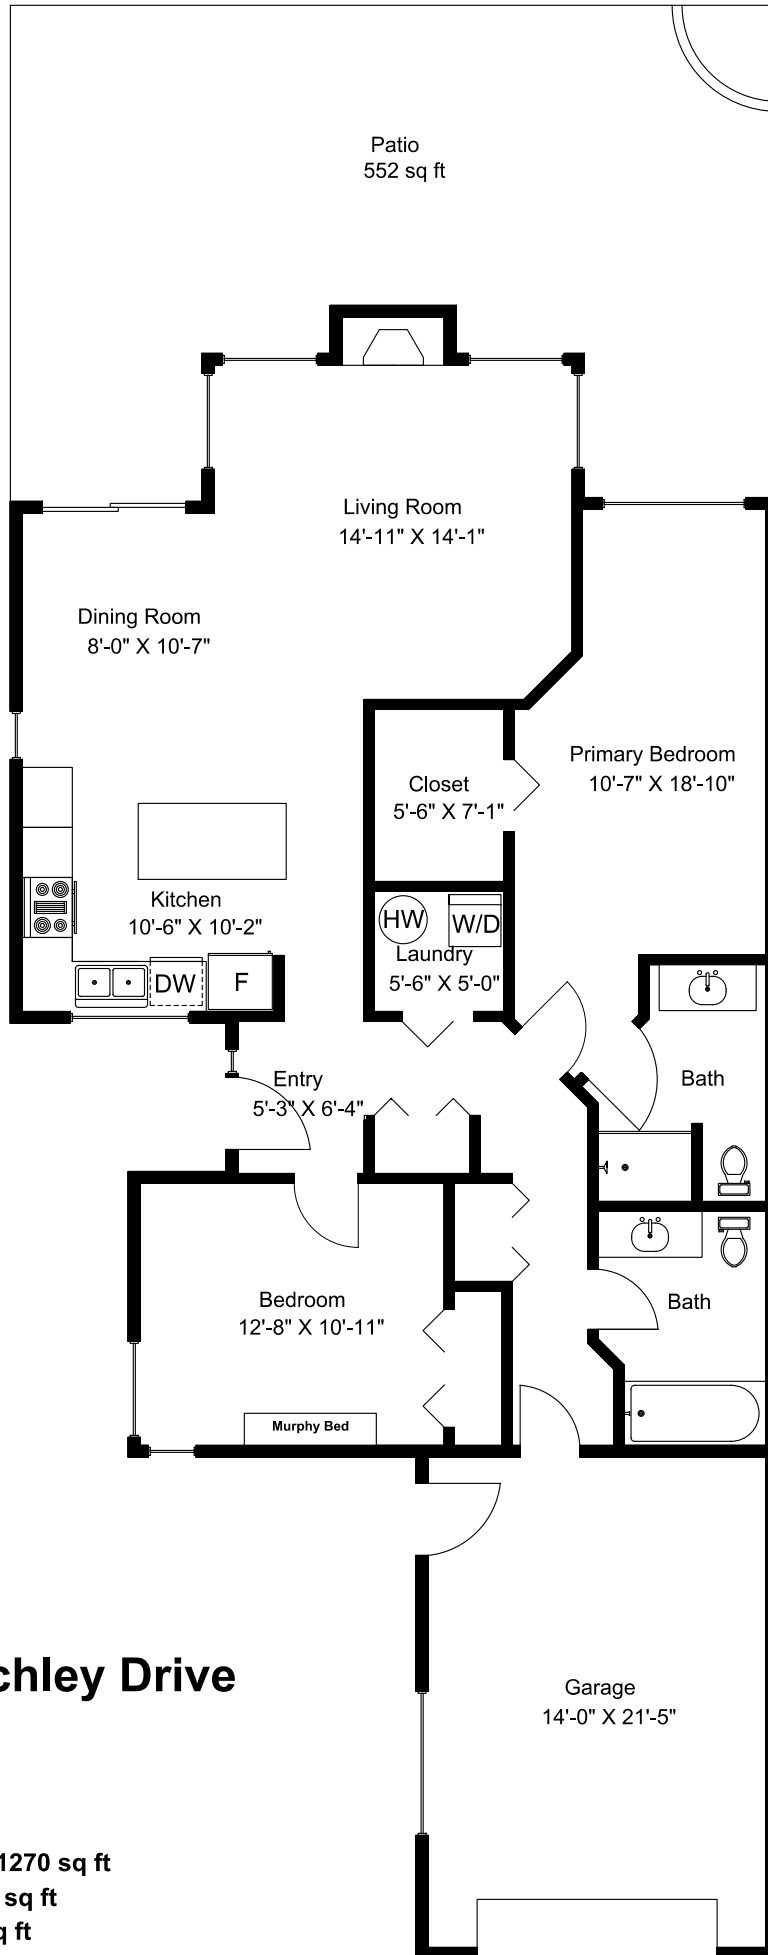 Patio
552 sq ft
Living Room
14'-11" X 14'-1"
Dining Room
8'-0" X 10'-7"
Primary Bedroom
10'-7" X 18'-10"
Closet
5'-6" X 7'-1"
Kitchen
10'-6" X 10'-2"
HW
W/D
Laundry
5'-6" X 5'-0"
DW
F
Entry
5'-3" X 6'-4"
Bath
Bath
Bedroom
12'-8" X 10'-11"
Murphy Bed
chley Drive
Garage
14'-0" X 21'-5"
1270 sq ft
sq ft
ft